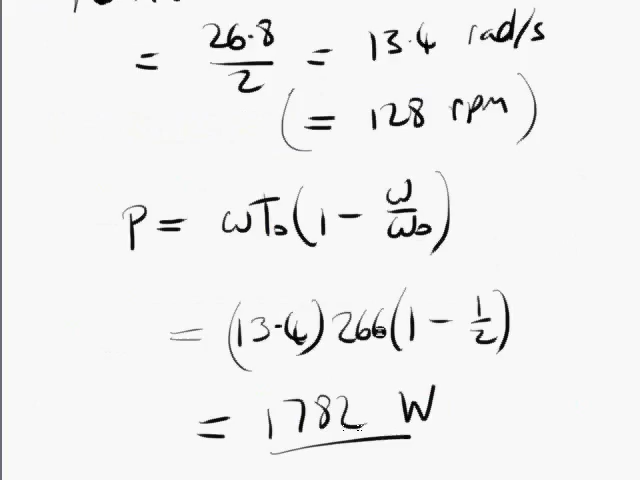 = 26.8/2 = 13.4 rad/s
(= 128 rpm)
P = ωT₀(1 - ω/ω₀)
= (13.4) 266(1 - 1/2)
= 1782 W